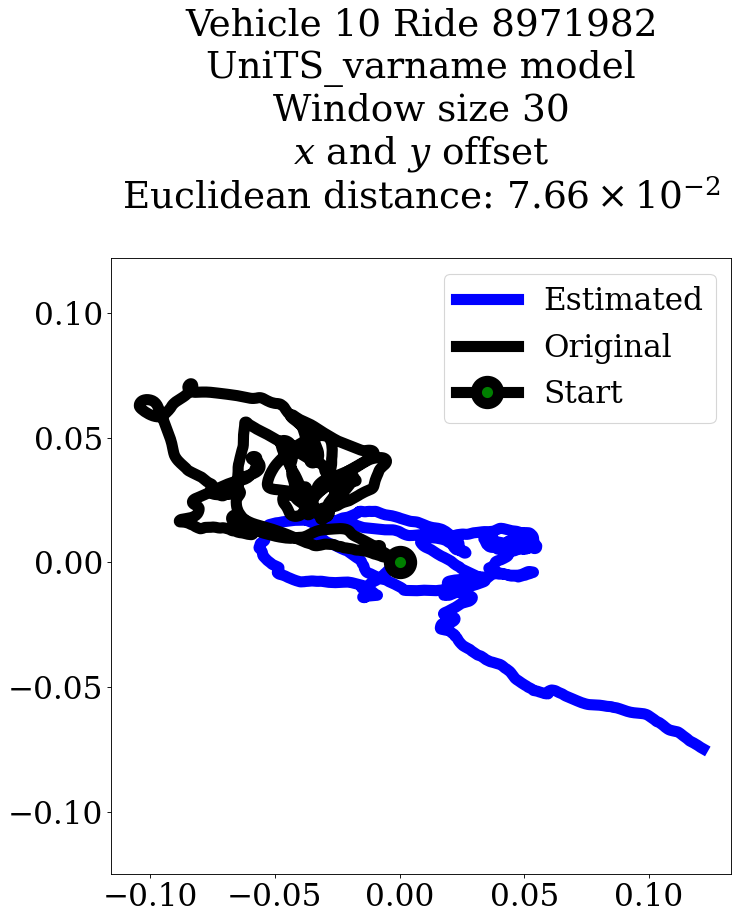 Vehicle 10 Ride 8971982
UniTS_varname model
Window size 30
x and y offset
Euclidean distance: 7.66 × 10⁻²
Estimated
Original
Start
0.10
0.05
0.00
−0.05
−0.10
−0.10 −0.05 0.00 0.05 0.10